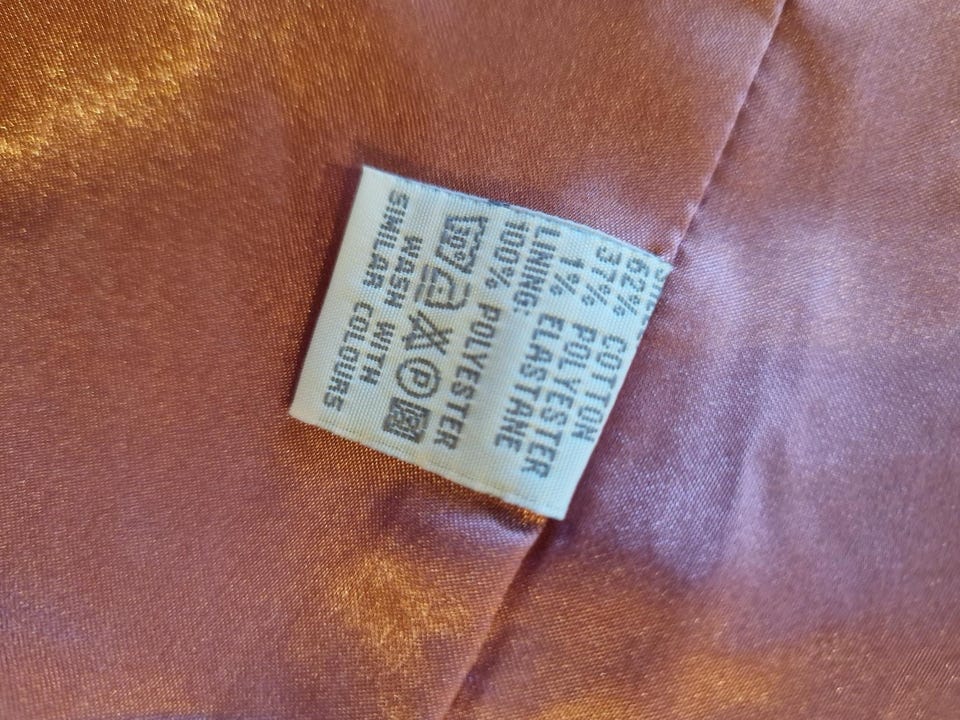 62% COTTON
37% POLYESTER
1% ELASTANE
LINING:
100% POLYESTER
P
WASH WITH
SIMILAR COLOURS